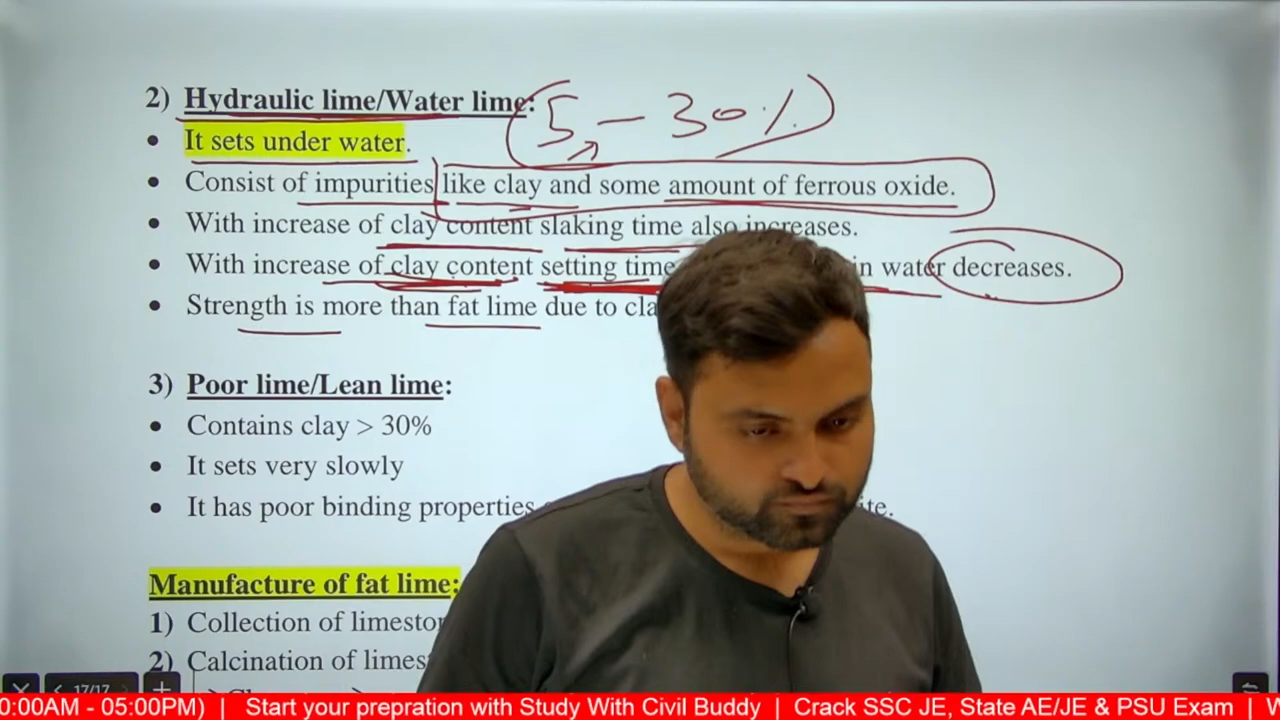 2) Hydraulic lime/Water lime:
(5 - 30%)
• It sets under water.
• Consist of impurities like clay and some amount of ferrous oxide.
• With increase of clay content slaking time also increases.
• With increase of clay content setting time in water decreases.
• Strength is more than fat lime due to
3) Poor lime/Lean lime:
• Contains clay > 30%
• It sets very slowly
• It has poor binding properties
Manufacture of fat lime:
1) Collection of
2) Calcination of
17/17
0:00AM - 05:00PM) | Start your prepration with Study With Civil Buddy | Crack SSC JE, State AE/JE & PSU Exam |